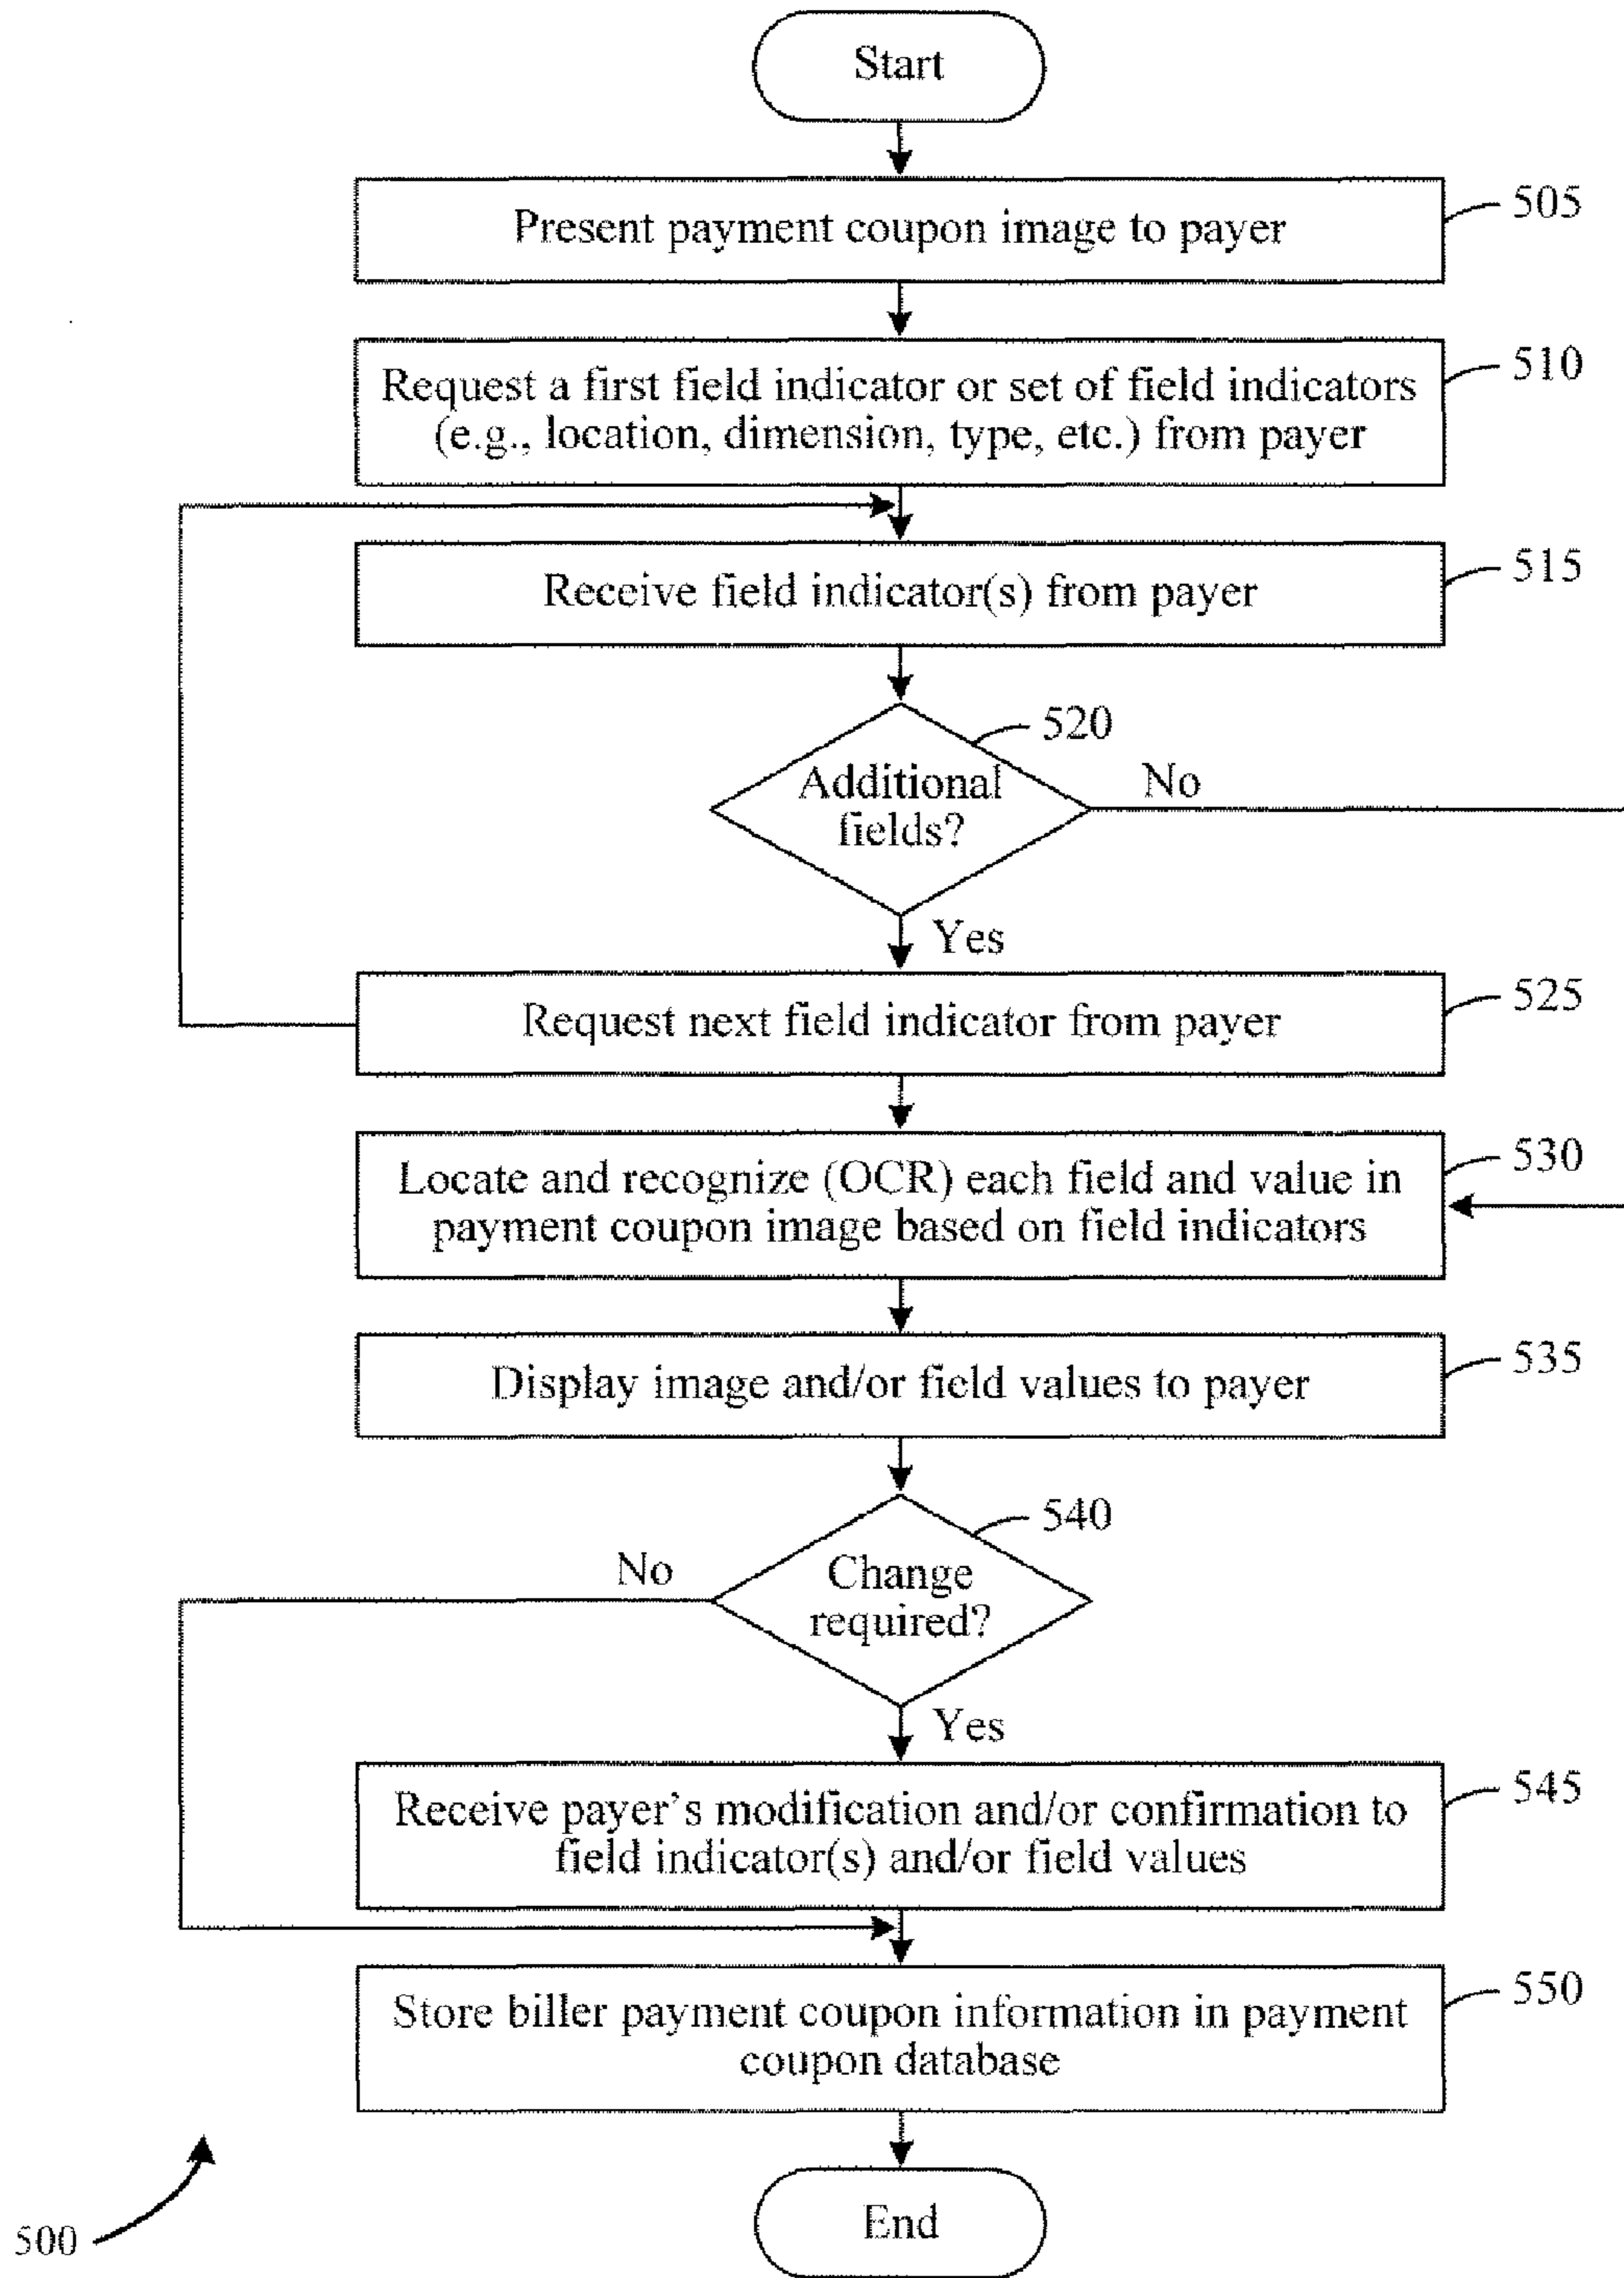 Start
Present payment coupon image to payer
505
Request a first field indicator or set of field indicators
(e.g., location, dimension, type, etc.) from payer
510
Receive field indicator(s) from payer
515
520
Additional
fields?
No
Yes
Request next field indicator from payer
525
Locate and recognize (OCR) each field and value in
payment coupon image based on field indicators
530
Display image and/or field values to payer
535
540
Change
required?
No
Yes
Receive payer's modification and/or confirmation to
field indicator(s) and/or field values
545
Store biller payment coupon information in payment
coupon database
550
End
500